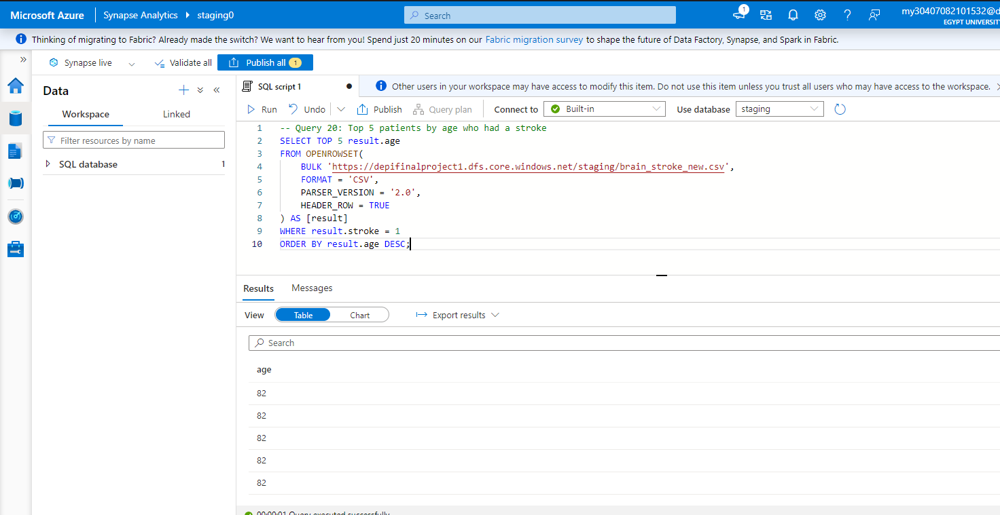 Microsoft Azure | Synapse Analytics ▸ staging0
Search
1
my30407082101532@d
EGYPT UNIVERSITY
Thinking of migrating to Fabric? Already made the switch? We want to hear from you! Spend just 20 minutes on our Fabric migration survey to shape the future of Data Factory, Synapse, and Spark in Fabric.
Synapse live
Validate all
Publish all 1
Data
Workspace
Linked
Filter resources by name
SQL database 1
SQL script 1
Other users in your workspace may have access to modify this item. Do not use this item unless you trust all users who may have access to the workspace.
Run
Undo
Publish
Query plan
Connect to
Built-in
Use database
staging
1 -- Query 20: Top 5 patients by age who had a stroke
2 SELECT TOP 5 result.age
3 FROM OPENROWSET(
4 BULK 'https://depifinalproject1.dfs.core.windows.net/staging/brain_stroke_new.csv',
5 FORMAT = 'CSV',
6 PARSER_VERSION = '2.0',
7 HEADER_ROW = TRUE
8 ) AS [result]
9 WHERE result.stroke = 1
10 ORDER BY result.age DESC;
Results
Messages
View
Table
Chart
Export results
Search
age
82
82
82
82
82
00:00:01 Query executed successfully.